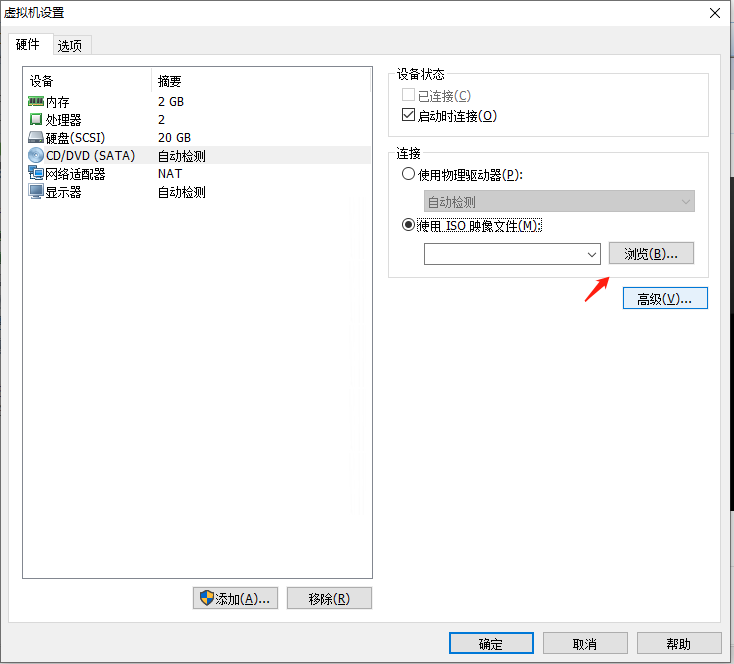 虚拟机设置
硬件 选项
设备 摘要
内存 2 GB
处理器 2
硬盘(SCSI) 20 GB
CD/DVD (SATA) 自动检测
网络适配器 NAT
显示器 自动检测
添加(A)... 移除(R)
设备状态
已连接(C)
启动时连接(O)
连接
使用物理驱动器(P):
自动检测
使用 ISO 映像文件(M):
浏览(B)...
高级(V)...
确定 取消 帮助